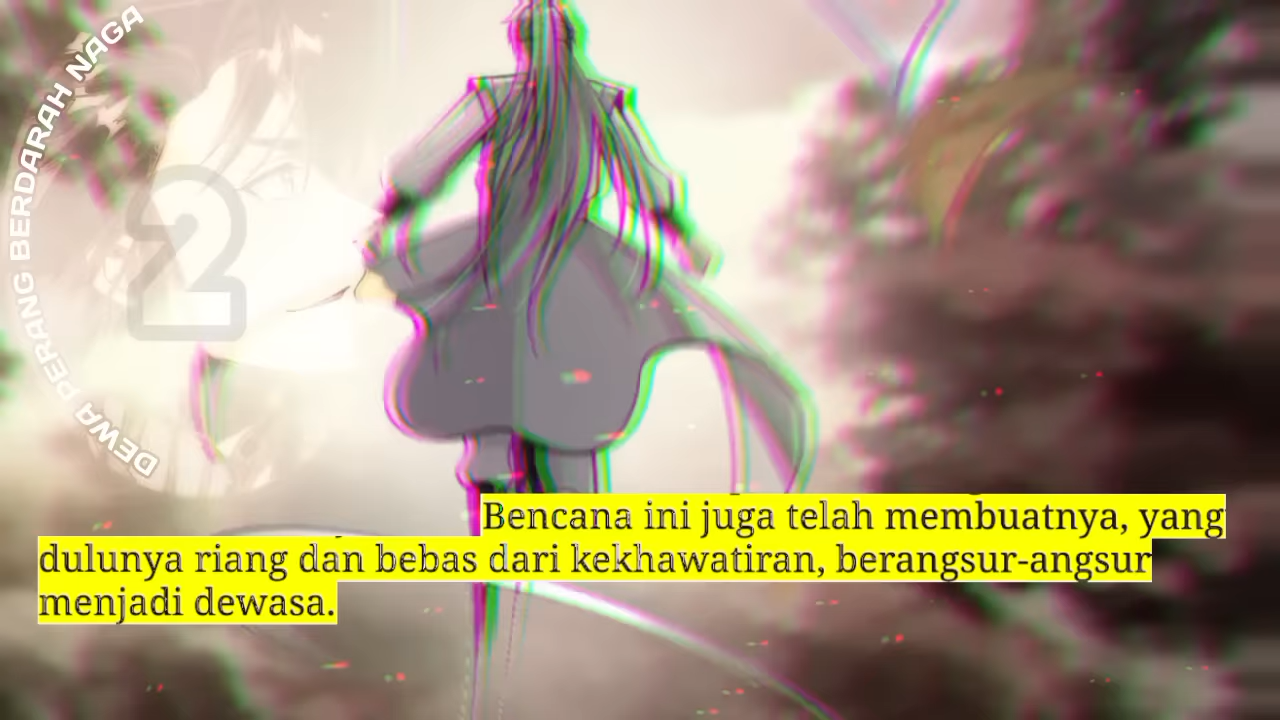 DEWA PERANG BERDARAH NAGA
2
Bencana ini juga telah membuatnya, yang
dulunya riang dan bebas dari kekhawatiran, berangsur-angsur
menjadi dewasa.